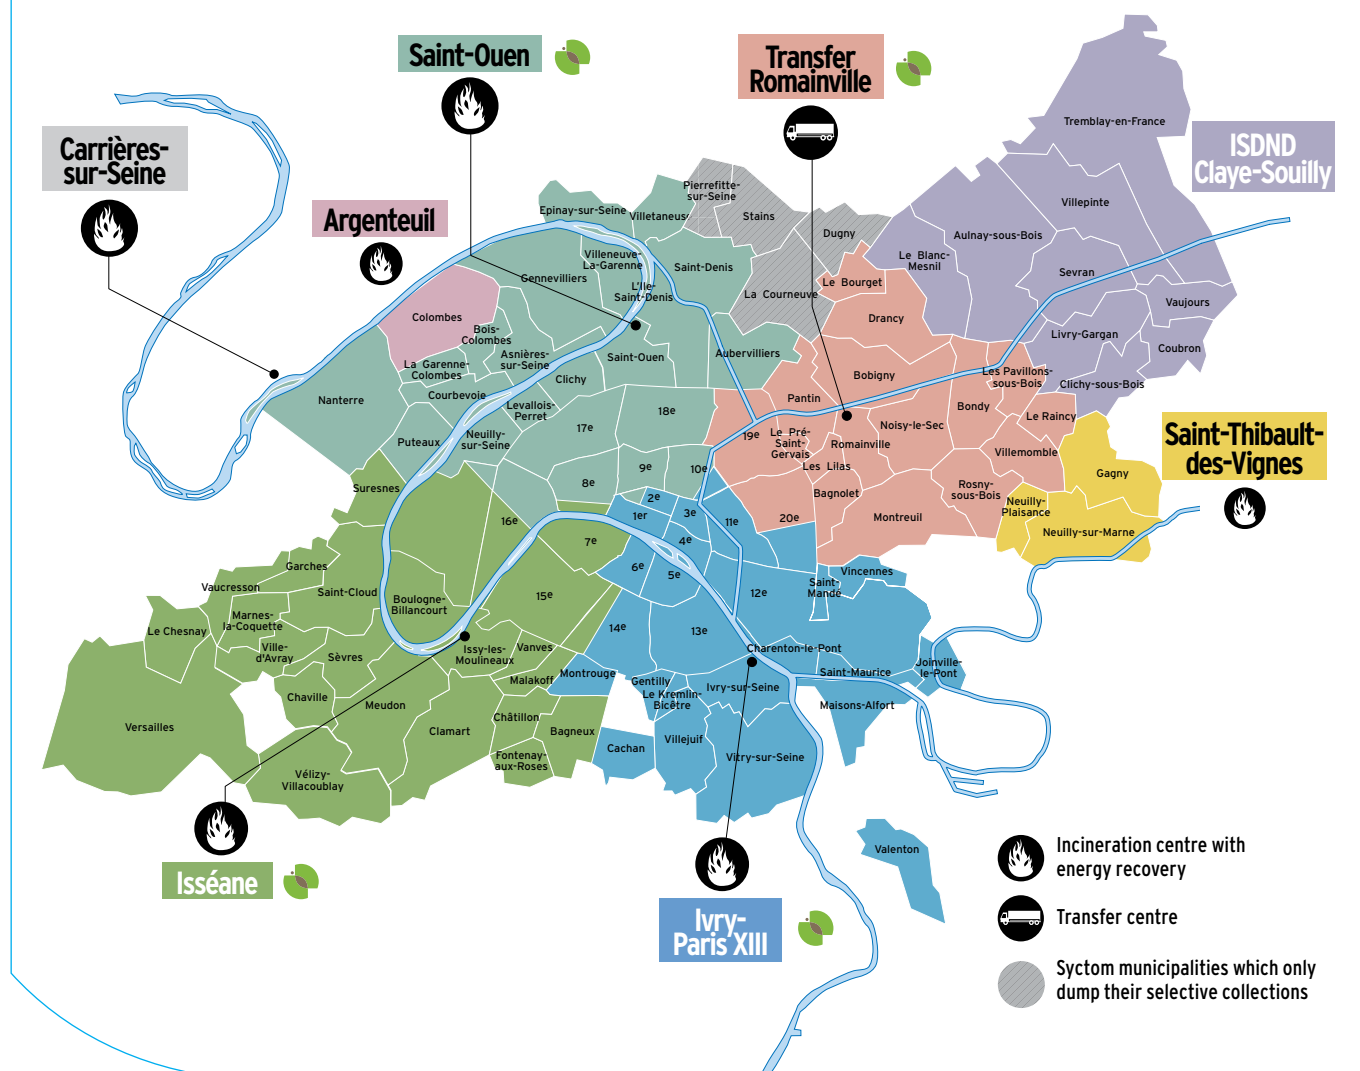 Saint-Ouen
Transfer
Romainville
Carrières-
sur-Seine
Argenteuil
ISDND
Claye-Souilly
Saint-Thibault-
des-Vignes
Isséane
Ivry-
Paris XIII
Tremblay-en-France
Villepinte
Aulnay-sous-Bois
Le Blanc-
Mesnil
Sevran
Vaujours
Livry-Gargan
Coubron
Clichy-sous-Bois
Pierrefitte-
sur-Seine
Stains
Dugny
La Courneuve
Epinay-sur-Seine
Villetaneuse
Villeneuve-
La-Garenne
Gennevilliers
L'Ile-
Saint-Denis
Saint-Denis
Colombes
Bois-
Colombes
La Garenne-
Colombes
Asnières-
sur-Seine
Saint-Ouen
Aubervilliers
Clichy
Courbevoie
Nanterre
Levallois-
Perret
Puteaux
Neuilly-
sur-Seine
17e
18e
8e
9e
10e
Le Bourget
Drancy
Bobigny
Pantin
Les Pavillons-
sous-Bois
Bondy
Le Raincy
Noisy-le-Sec
Romainville
Le Pré-
Saint-
Gervais
Les Lilas
19e
Villemomble
Bagnolet
Rosny-
sous-Bois
Montreuil
20e
Gagny
Neuilly-
Plaisance
Neuilly-sur-Marne
Suresnes
16e
7e
15e
Garches
Vaucresson
Saint-Cloud
Boulogne-
Billancourt
Marnes-
la-Coquette
Le Chesnay
Ville-
d'Avray
Sèvres
Issy-les-
Moulineaux
Vanves
Malakoff
Chaville
Meudon
Versailles
Clamart
Châtillon
Bagneux
Fontenay-
aux-Roses
Vélizy-
Villacoublay
2e
1er
3e
11e
4e
6e
5e
12e
14e
13e
Saint-
Mandé
Vincennes
Charenton-le-Pont
Saint-Maurice
Joinville-
le-Pont
Maisons-Alfort
Montrouge
Gentilly
Le Kremlin-
Bicêtre
Ivry-sur-Seine
Cachan
Villejuif
Vitry-sur-Seine
Valenton
Incineration centre with
energy recovery
Transfer centre
Syctom municipalities which only
dump their selective collections